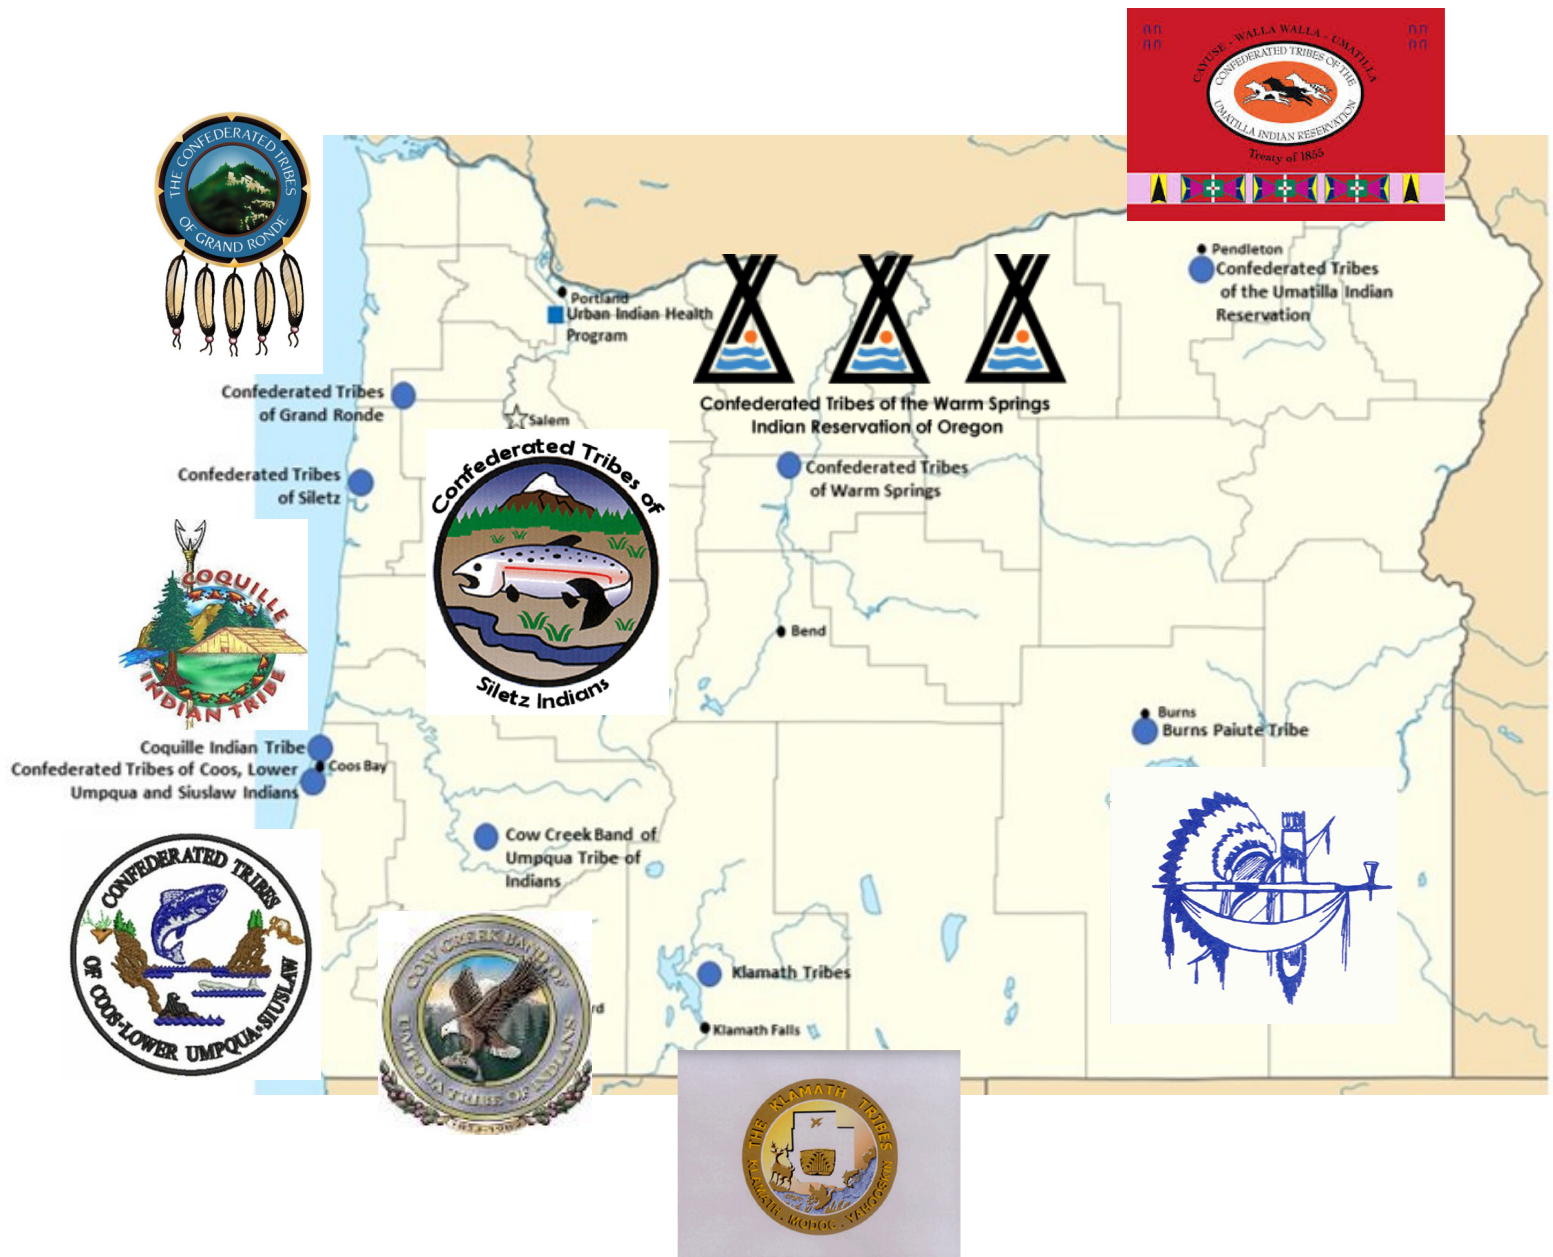 CAYUSE - WALLA WALLA - UMATILLA
CONFEDERATED TRIBES OF THE
UMATILLA INDIAN RESERVATION
Treaty of 1855
THE CONFEDERATED TRIBES
OF GRAND RONDE
Pendleton
Confederated Tribes
of the Umatilla Indian
Reservation
Portland
Urban Indian Health
Program
Confederated Tribes
of Grand Ronde
Salem
Confederated Tribes of the Warm Springs
Indian Reservation of Oregon
Confederated Tribes
of Warm Springs
Confederated Tribes
of Siletz
Confederated Tribes of
Siletz Indians
COQUILLE
INDIAN TRIBE
Bend
Burns
Burns Paiute Tribe
Coquille Indian Tribe
Coos Bay
Confederated Tribes of Coos, Lower
Umpqua and Siuslaw Indians
CONFEDERATED TRIBES
OF COOS-LOWER UMPQUA-SIUSLAW
Cow Creek Band of
Umpqua Tribe of
Indians
COW CREEK BAND OF
UMPQUA TRIBE OF INDIANS
rd
Klamath Tribes
Klamath Falls
THE KLAMATH TRIBES
KLAMATH . MODOC . YAHOOSKIN